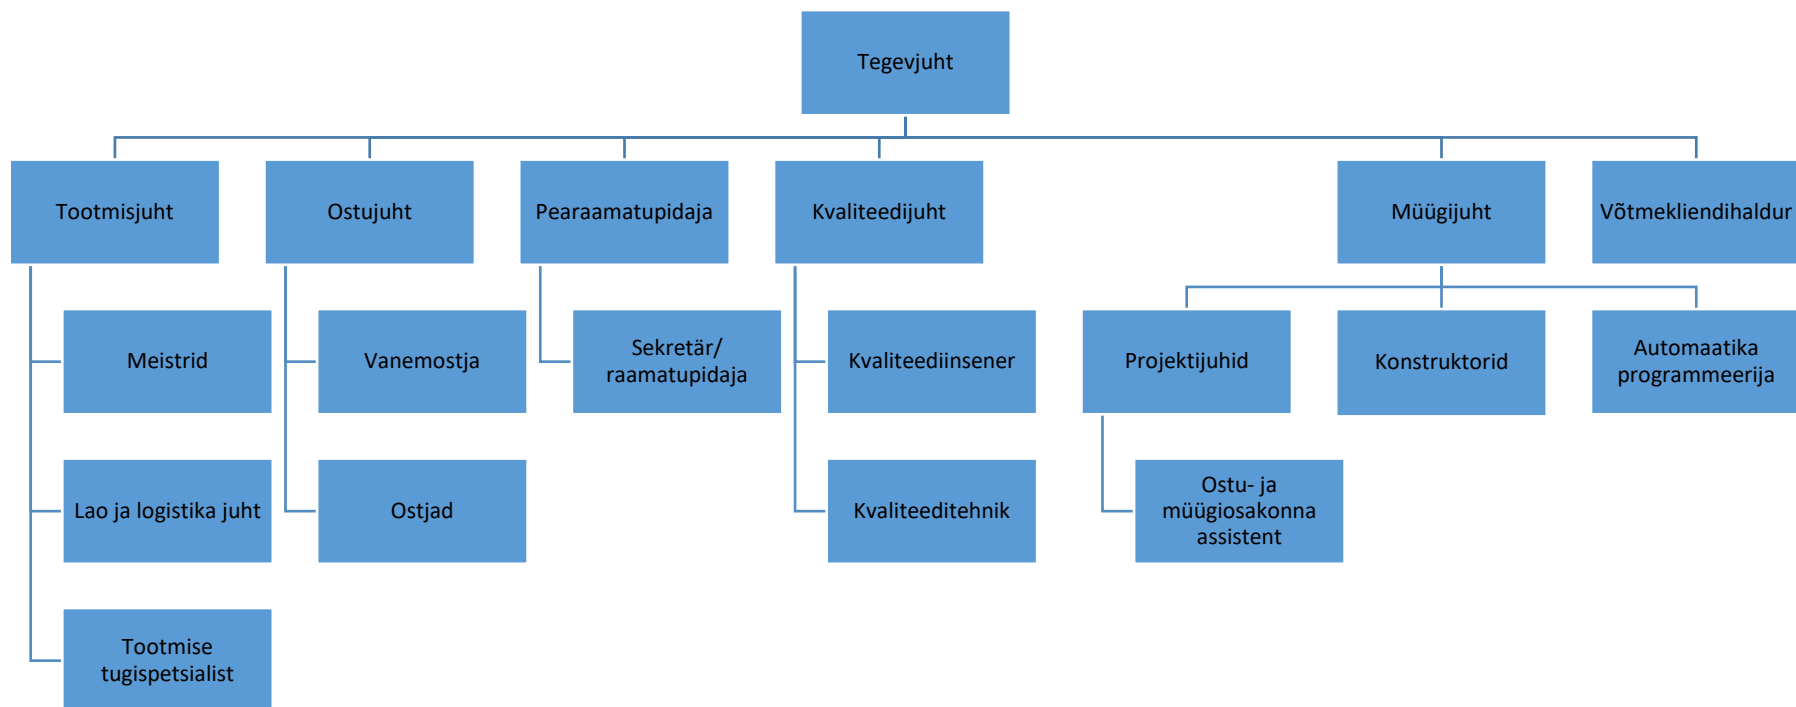 Tegevjuht
Tootmisjuht
Ostujuht
Pearaamatupidaja
Kvaliteedijuht
Müügijuht
Võtmekliendihaldur
Meistrid
Vanemostja
Sekretär/
raamatupidaja
Kvaliteediinsener
Projektijuhid
Konstruktorid
Automaatika
programmeerija
Lao ja logistika juht
Ostjad
Kvaliteeditehnik
Ostu- ja
müügiosakonna
assistent
Tootmise
tugispetsialist